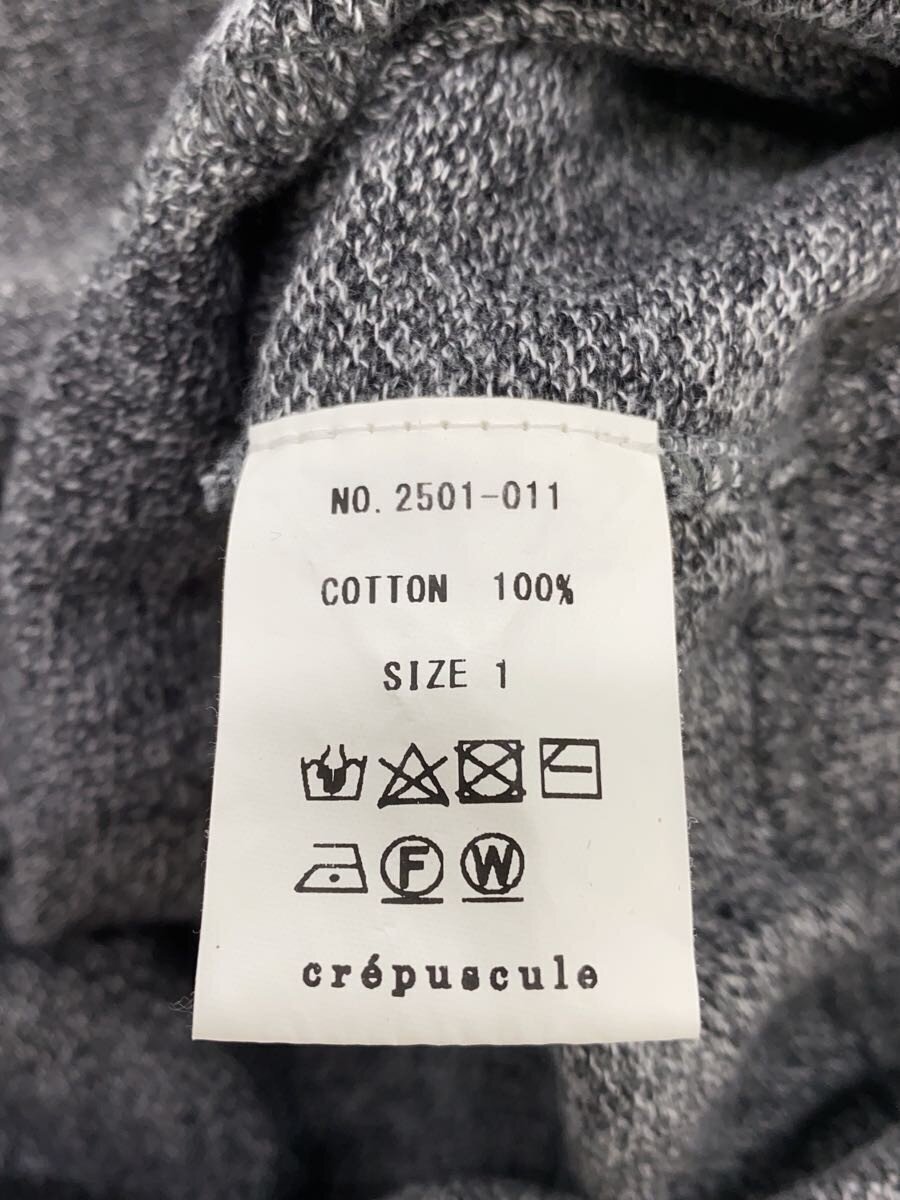 NO. 2501-011
COTTON 100%
SIZE 1
F W
crépuscule